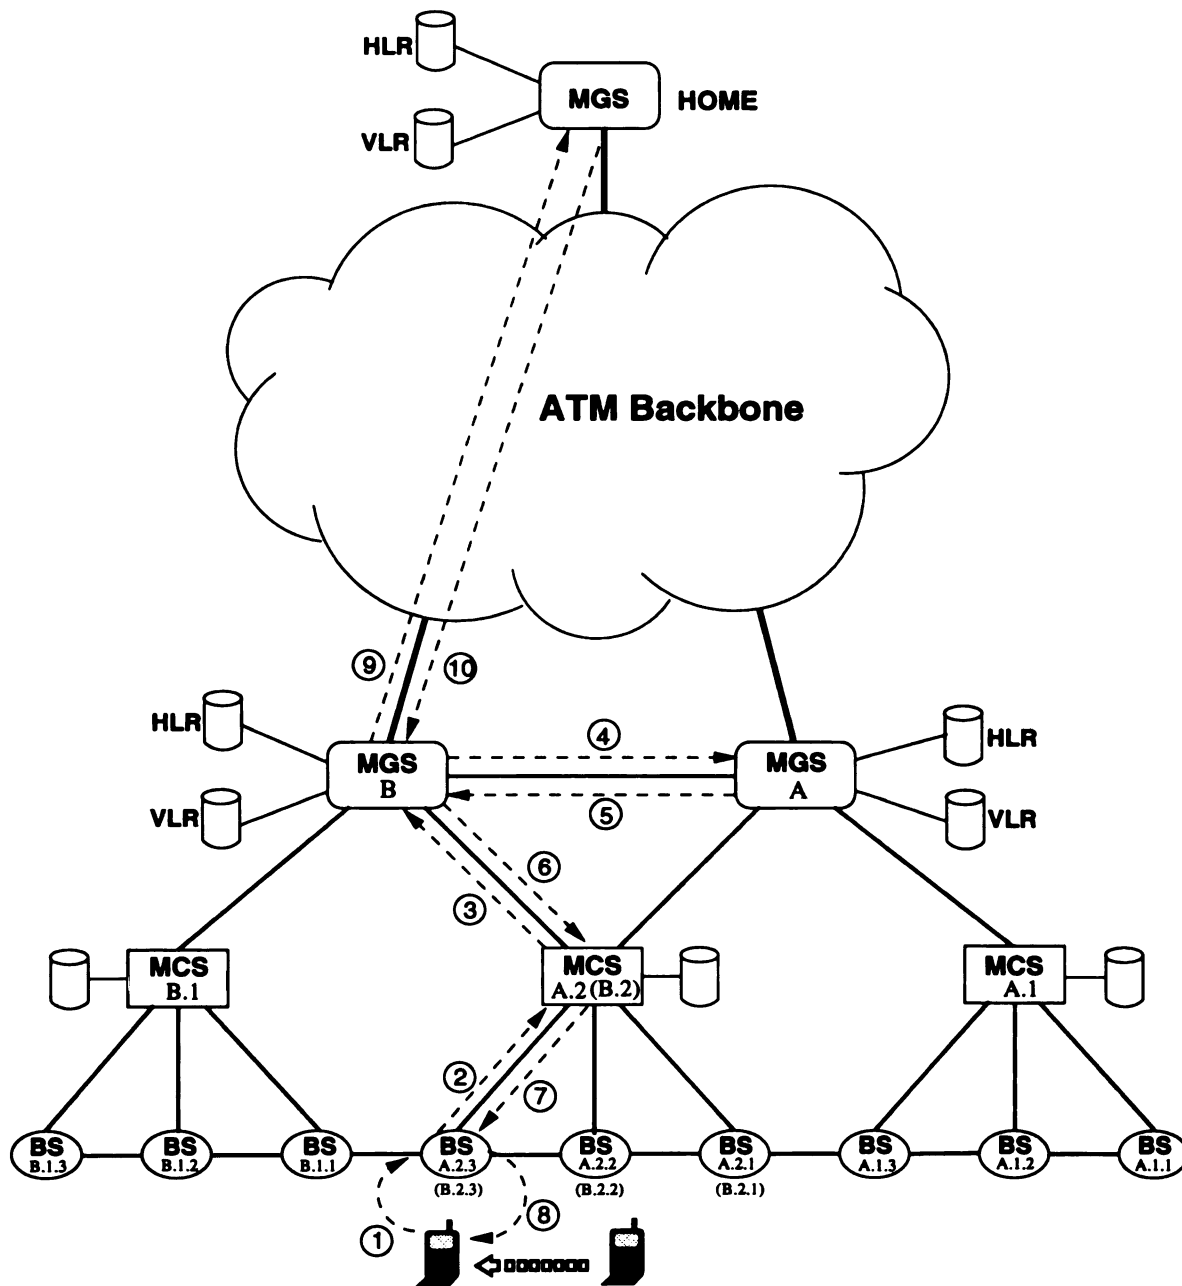 HLR
MGS HOME
VLR
ATM Backbone
9 10
HLR
4
HLR
MGS
B
MGS
A
VLR
5
VLR
6
3
MCS
B.1
MCS
A.2 (B.2)
MCS
A.1
2
7
BS
B.1.3
BS
B.1.2
BS
B.1.1
BS
A.2.3
(B.2.3)
BS
A.2.2
(B.2.2)
BS
A.2.1
(B.2.1)
BS
A.1.3
BS
A.1.2
BS
A.1.1
1
8